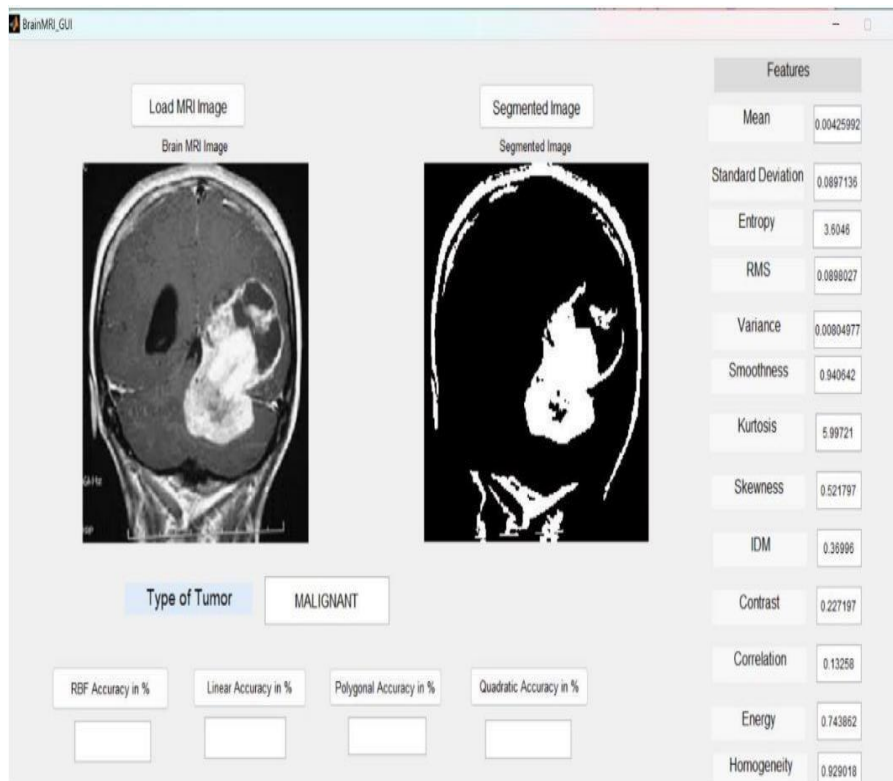 BrainMRI_GUI
Load MRI Image
Segmented Image
Brain MRI Image
Segmented Image
Features
Mean 0.00425992
Standard Deviation 0.0897136
Entropy 3.6046
RMS 0.0898027
Variance 0.00804977
Smoothness 0.940642
Kurtosis 5.99721
Skewness 0.521797
IDM 0.36996
Contrast 0.227197
Correlation 0.13258
Energy 0.743862
Homogeneity 0.929018
Type of Tumor MALIGNANT
RBF Accuracy in %
Linear Accuracy in %
Polygonal Accuracy in %
Quadratic Accuracy in %